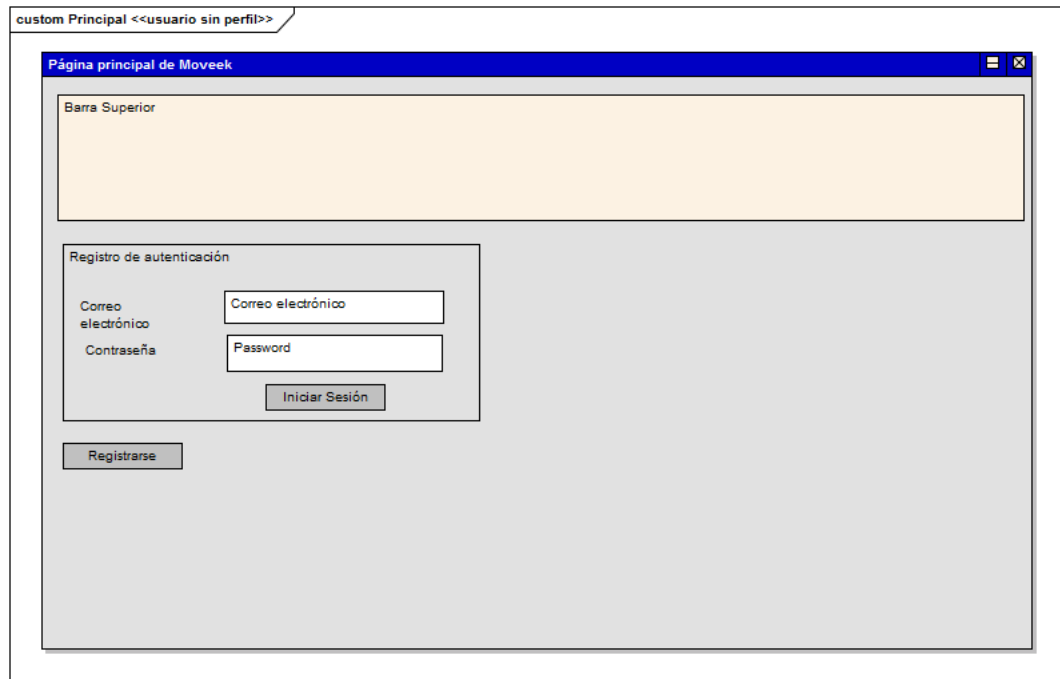 custom Principal <<usuario sin perfil>>
Página principal de Moveek
Barra Superior
Registro de autenticación
Correo
electrónico
Correo electrónico
Contraseña
Password
Iniciar Sesión
Registrarse